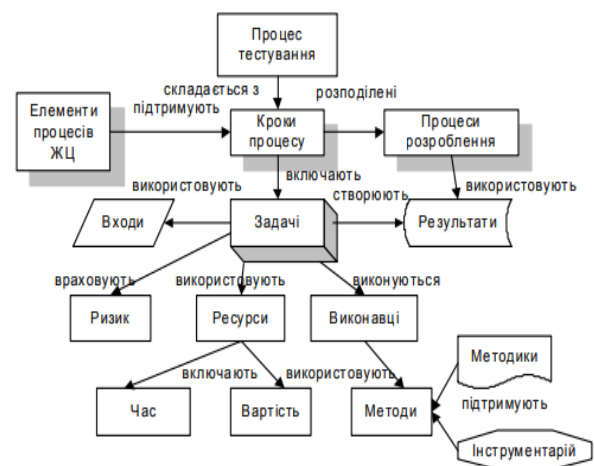 Процес
тестування
складається з
підтримують
розподілені
Елементи
процесів
ЖЦ
Кроки
процесу
Процеси
розроблення
включають
використовують
створюють
використовують
Входи
Задачі
Результати
враховують
використовують
виконуються
Ризик
Ресурси
Виконавці
Методики
включають
використовують
підтримують
Час
Вартість
Методи
Інструментарій